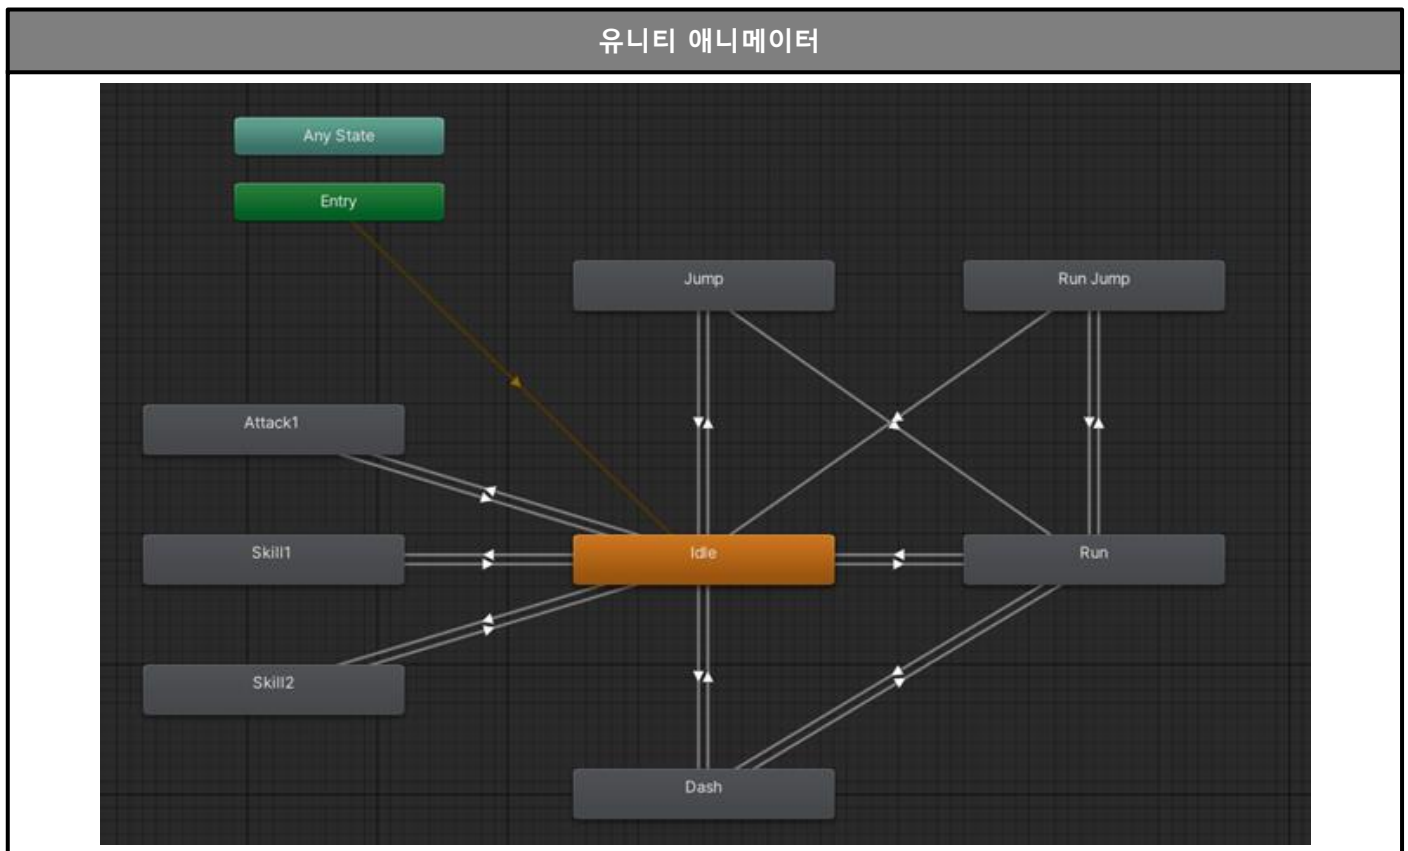 유니티 애니메이터
Any State
Entry
Jump
Run Jump
Attack1
Skill1
Idle
Run
Skill2
Dash